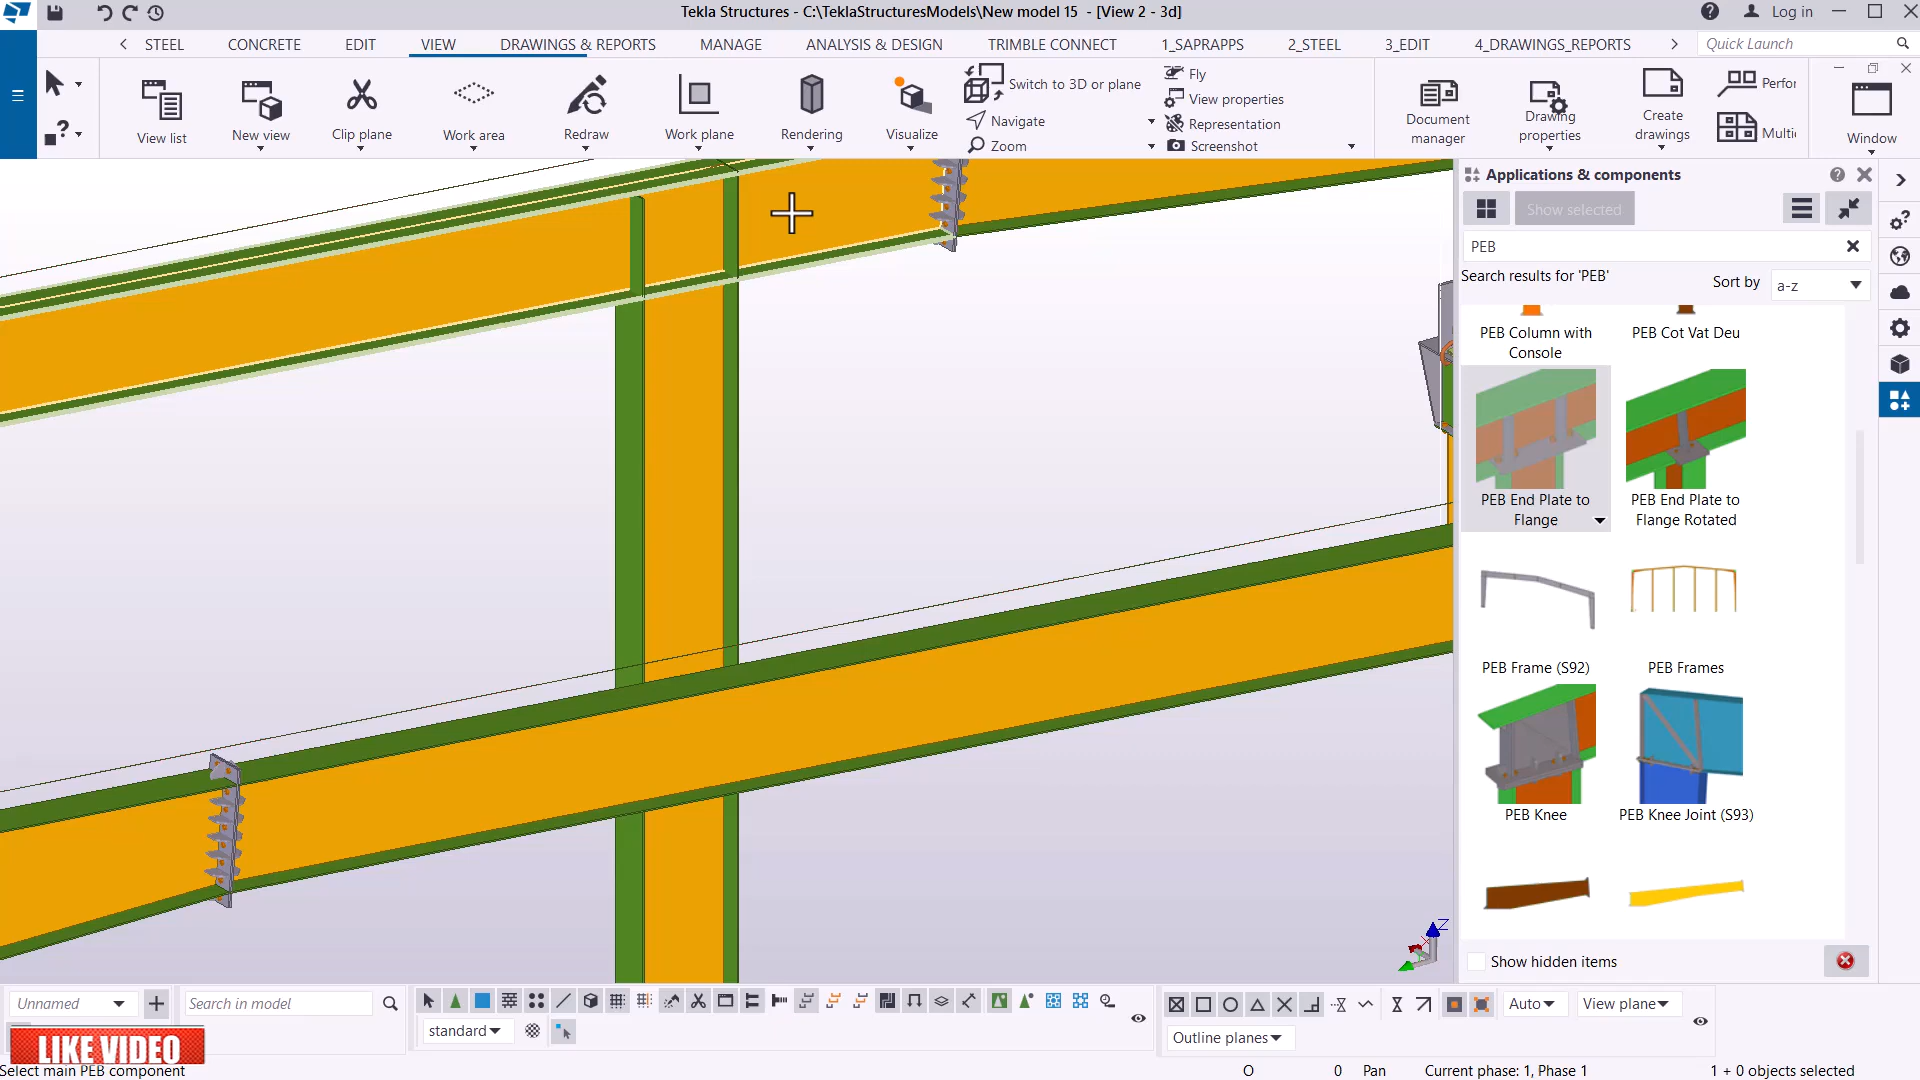 Tekla Structures - C:\TeklaStructuresModels\New model 15 - [View 2 - 3d]
Log in
STEEL CONCRETE EDIT VIEW DRAWINGS & REPORTS MANAGE ANALYSIS & DESIGN TRIMBLE CONNECT 1_SAPRAPPS 2_STEEL 3_EDIT 4_DRAWINGS_REPORTS
Quick Launch
View list
New view
Clip plane
Work area
Redraw
Work plane
Rendering
Visualize
Switch to 3D or plane
Navigate
Zoom
Fly
View properties
Representation
Screenshot
Document
manager
Drawing
properties
Create
drawings
Perfor
Multi
Window
Applications & components
Show selected
PEB
Search results for 'PEB'
Sort by
a-z
PEB Column with
Console
PEB Cot Vat Deu
PEB End Plate to
Flange
PEB End Plate to
Flange Rotated
PEB Frame (S92)
PEB Frames
PEB Knee
PEB Knee Joint (S93)
Show hidden items
Z
Unnamed
Search in model
standard
Auto
View plane
Outline planes
LIKE VIDEO
Select main PEB component
O
0
Pan
Current phase: 1, Phase 1
1 + 0 objects selected